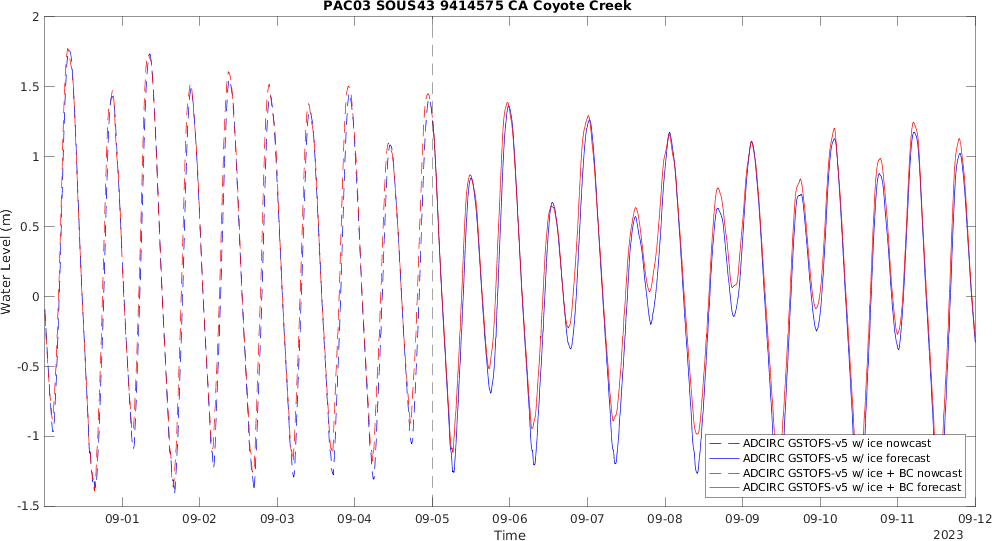 PAC03 SOUS43 9414575 CA Coyote Creek
Water Level (m)
2
1.5
1
0.5
0
-0.5
-1
-1.5
ADCIRC GSTOFS-v5 w/ ice nowcast
ADCIRC GSTOFS-v5 w/ ice forecast
ADCIRC GSTOFS-v5 w/ ice + BC nowcast
ADCIRC GSTOFS-v5 w/ ice + BC forecast
09-01 09-02 09-03 09-04 09-05 09-06 09-07 09-08 09-09 09-10 09-11 09-12
Time 2023